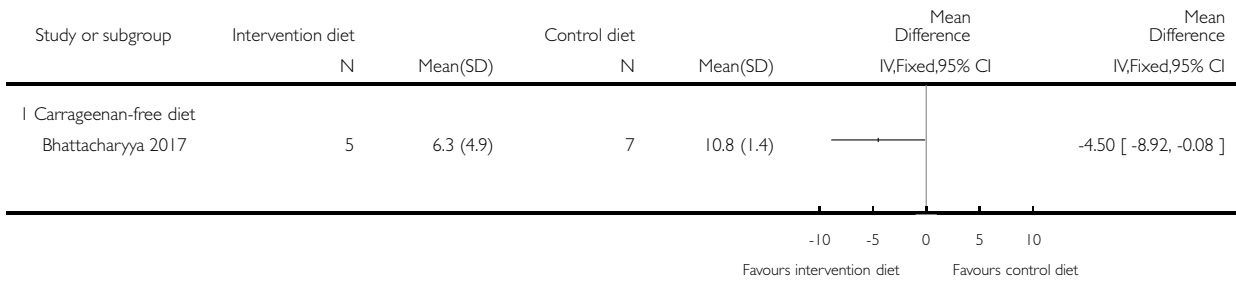 Study or subgroup Intervention diet Control diet Mean Difference Mean Difference
N Mean(SD) N Mean(SD) IV,Fixed,95% CI IV,Fixed,95% CI
1 Carrageenan-free diet
Bhattacharyya 2017 5 6.3 (4.9) 7 10.8 (1.4) -4.50 [ -8.92, -0.08 ]
-10 -5 0 5 10
Favours intervention diet Favours control diet